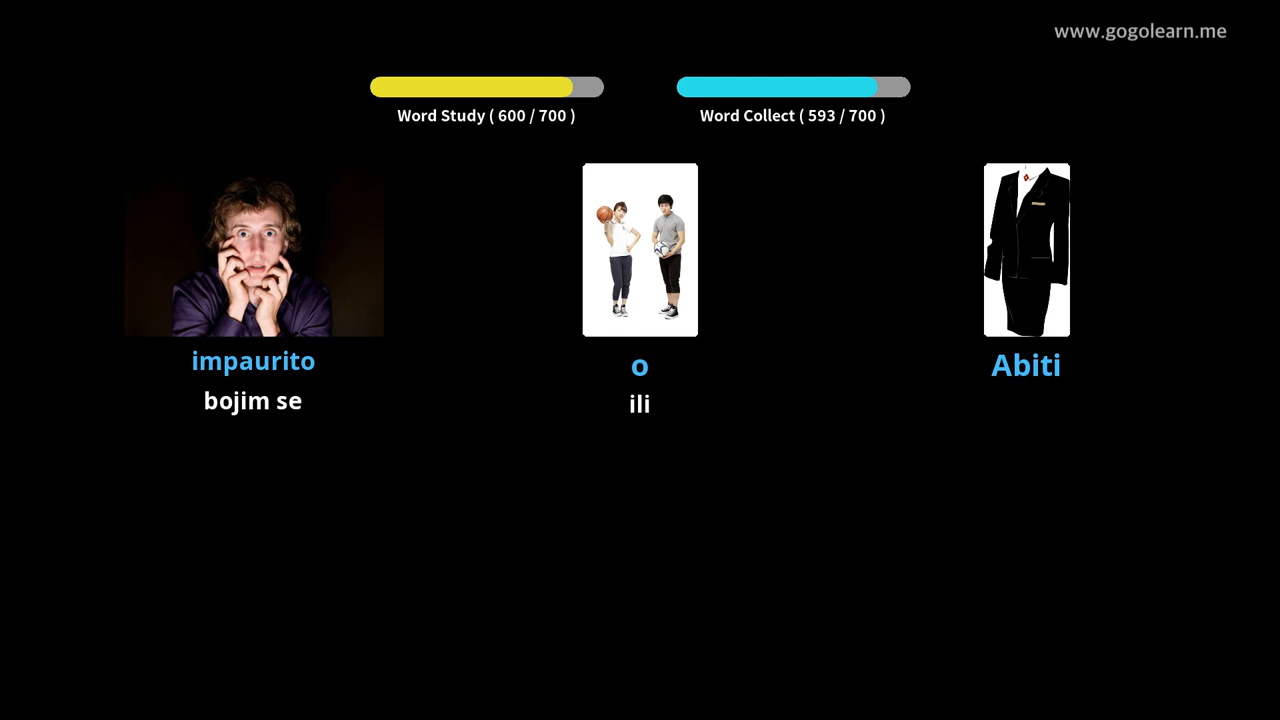 www.gogolearn.me
Word Study ( 600 / 700 )
Word Collect ( 593 / 700 )
impaurito
bojim se
o
ili
Abiti